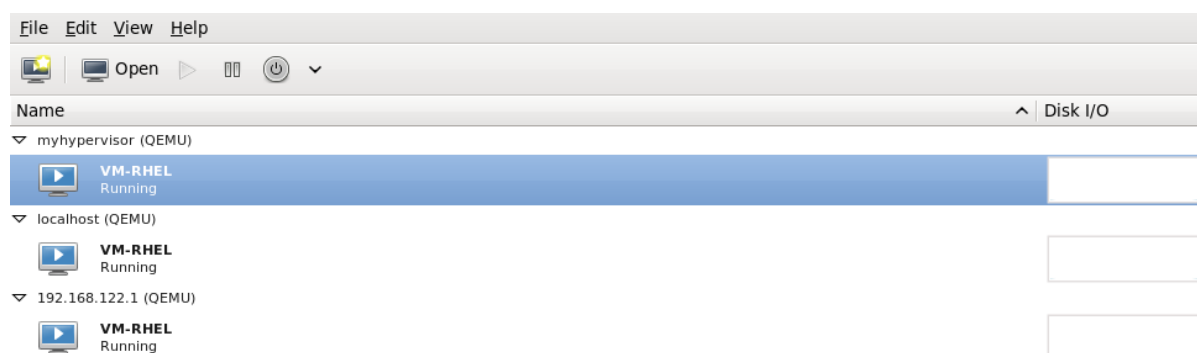 File Edit View Help
Open
Name Disk I/O
myhypervisor (QEMU)
VM-RHEL
Running
localhost (QEMU)
VM-RHEL
Running
192.168.122.1 (QEMU)
VM-RHEL
Running